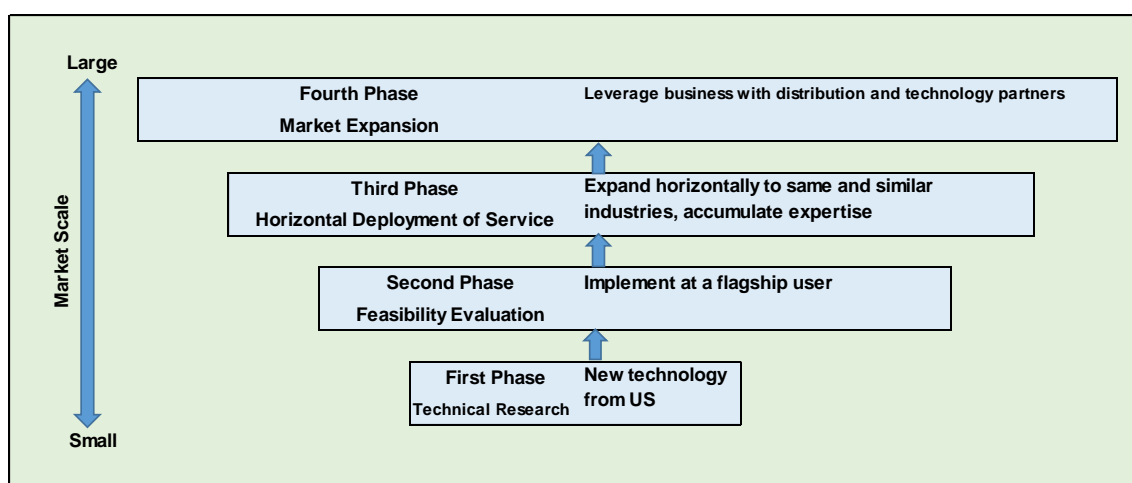 Large
Fourth Phase
Market Expansion
Leverage business with distribution and technology partners
Third Phase
Horizontal Deployment of Service
Expand horizontally to same and similar
industries, accumulate expertise
Market Scale
Second Phase
Feasibility Evaluation
Implement at a flagship user
First Phase
Technical Research
New technology
from US
Small